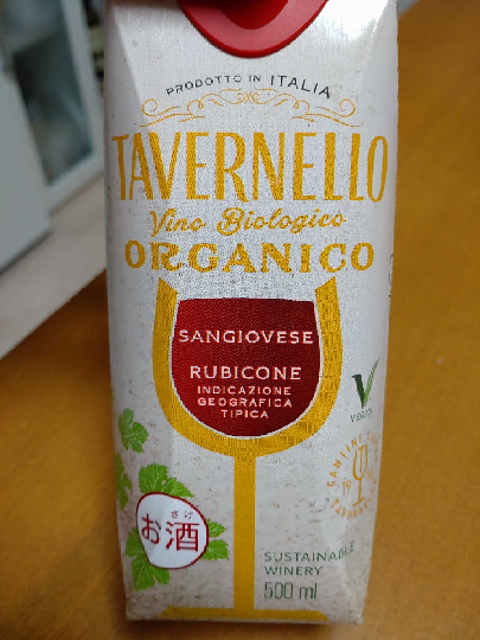 PRODOTTO IN ITALIA
TAVERNELLO
Vino Biologico
ORGANICO
SANGIOVESE
RUBICONE
INDICAZIONE
GEOGRAFICA
TIPICA
VEGAN
さけ
お酒
SUSTAINABLE
WINERY
500 ml